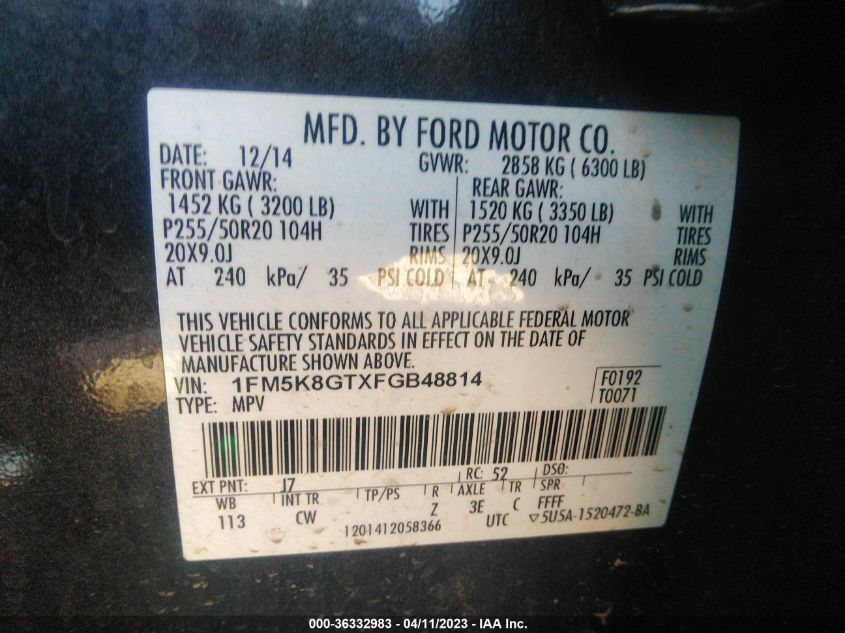 MFD. BY FORD MOTOR CO.
DATE: 12/14 GVWR: 2858 KG ( 6300 LB)
FRONT GAWR: REAR GAWR:
1452 KG ( 3200 LB) WITH 1520 KG ( 3350 LB) WITH
P255/50R20 104H TIRES P255/50R20 104H TIRES
20X9.0J RIMS 20X9.0J RIMS
AT 240 kPa/ 35 PSI COLD AT 240 kPa/ 35 PSI COLD
THIS VEHICLE CONFORMS TO ALL APPLICABLE FEDERAL MOTOR
VEHICLE SAFETY STANDARDS IN EFFECT ON THE DATE OF
MANUFACTURE SHOWN ABOVE.
VIN: 1FM5K8GTXFGB48814 F0192
TYPE: MPV T0071
EXT PNT: J7 RC: 52 DSO:
WB INT TR TP/PS R AXLE TR SPR
113 CW Z 3E C FFFF
1201412058366 UTC ▽5U5A-1520472-BA
000-36332983 / 04/11/2023 - IAA Inc.